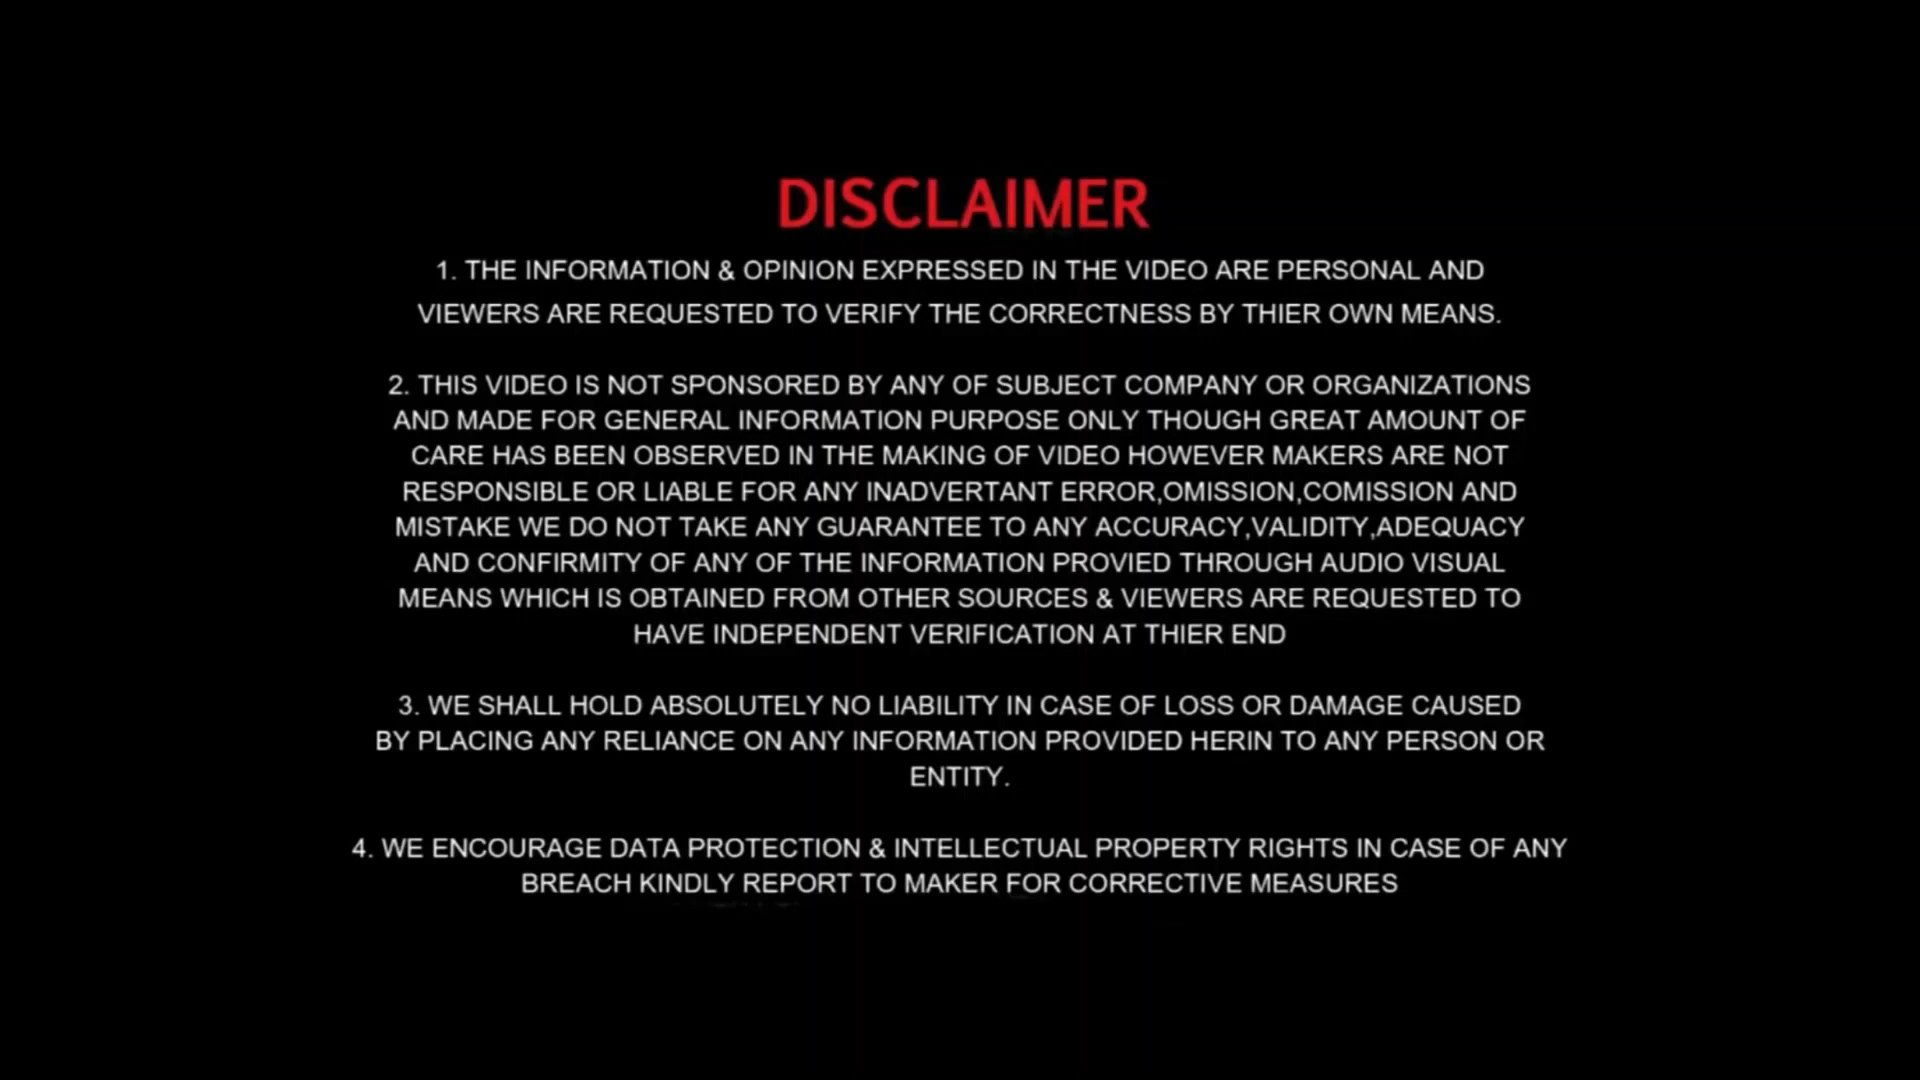 DISCLAIMER
1. THE INFORMATION & OPINION EXPRESSED IN THE VIDEO ARE PERSONAL AND
VIEWERS ARE REQUESTED TO VERIFY THE CORRECTNESS BY THIER OWN MEANS.
2. THIS VIDEO IS NOT SPONSORED BY ANY OF SUBJECT COMPANY OR ORGANIZATIONS
AND MADE FOR GENERAL INFORMATION PURPOSE ONLY THOUGH GREAT AMOUNT OF
CARE HAS BEEN OBSERVED IN THE MAKING OF VIDEO HOWEVER MAKERS ARE NOT
RESPONSIBLE OR LIABLE FOR ANY INADVERTANT ERROR,OMISSION,COMISSION AND
MISTAKE WE DO NOT TAKE ANY GUARANTEE TO ANY ACCURACY,VALIDITY,ADEQUACY
AND CONFIRMITY OF ANY OF THE INFORMATION PROVIED THROUGH AUDIO VISUAL
MEANS WHICH IS OBTAINED FROM OTHER SOURCES & VIEWERS ARE REQUESTED TO
HAVE INDEPENDENT VERIFICATION AT THIER END
3. WE SHALL HOLD ABSOLUTELY NO LIABILITY IN CASE OF LOSS OR DAMAGE CAUSED
BY PLACING ANY RELIANCE ON ANY INFORMATION PROVIDED HERIN TO ANY PERSON OR
ENTITY.
4. WE ENCOURAGE DATA PROTECTION & INTELLECTUAL PROPERTY RIGHTS IN CASE OF ANY
BREACH KINDLY REPORT TO MAKER FOR CORRECTIVE MEASURES